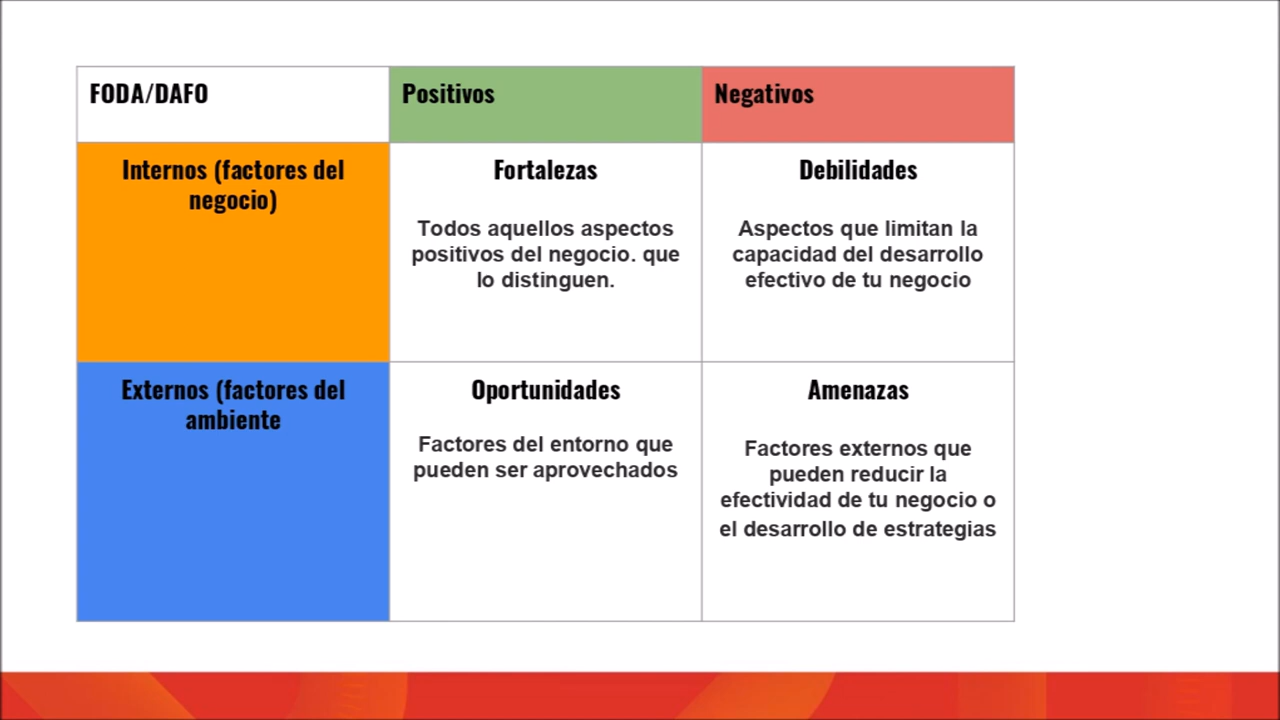 FODA/DAFO
Positivos
Negativos
Internos (factores del
negocio)
Fortalezas
Todos aquellos aspectos
positivos del negocio. que
lo distinguen.
Debilidades
Aspectos que limitan la
capacidad del desarrollo
efectivo de tu negocio
Externos (factores del
ambiente
Oportunidades
Factores del entorno que
pueden ser aprovechados
Amenazas
Factores externos que
pueden reducir la
efectividad de tu negocio o
el desarrollo de estrategias